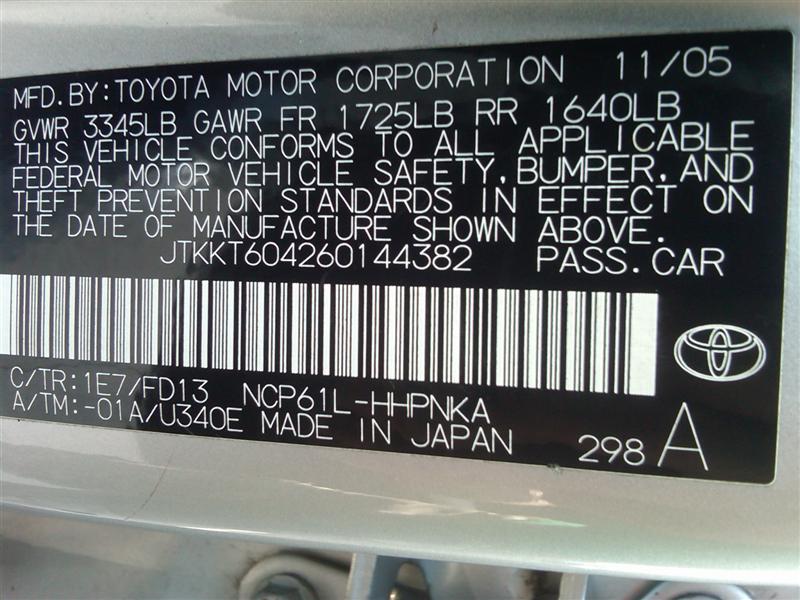 MFD.BY:TOYOTA MOTOR CORPORATION 11/05
GVWR 3345LB GAWR FR 1725LB RR 1640LB
THIS VEHICLE CONFORMS TO ALL APPLICABLE
FEDERAL MOTOR VEHICLE SAFETY,BUMPER,AND
THEFT PREVENTION STANDARDS IN EFFECT ON
THE DATE OF MANUFACTURE SHOWN ABOVE.
JTKKT604260144382 PASS.CAR
C/TR:1E7/FD13 NCP61L-HHPNKA
A/TM:-01A/U340E MADE IN JAPAN 298 A